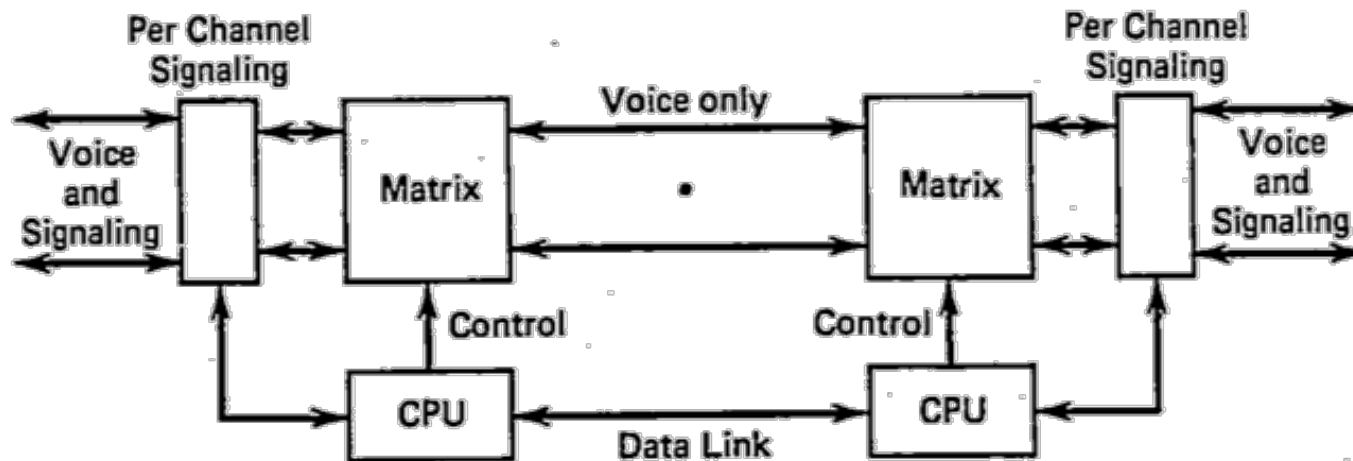 Per Channel
Signaling
Per Channel
Signaling
Voice only
Voice
and
Signaling
Matrix
Matrix
Voice
and
Signaling
Control
Control
CPU
CPU
Data Link